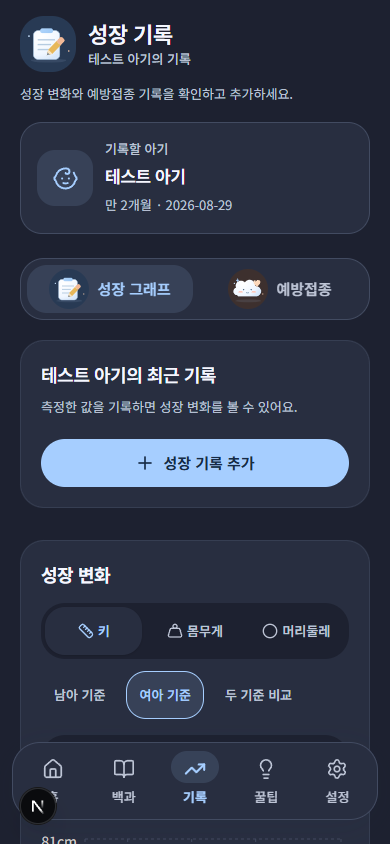 성장 기록
테스트 아기의 기록
성장 변화와 예방접종 기록을 확인하고 추가하세요.
기록할 아기
테스트 아기
만 2개월 · 2026-08-29
성장 그래프
예방접종
테스트 아기의 최근 기록
측정한 값을 기록하면 성장 변화를 볼 수 있어요.
+ 성장 기록 추가
성장 변화
키
몸무게
머리둘레
남아 기준
여아 기준
두 기준 비교
백과
기록
꿀팁
설정
N
81cm